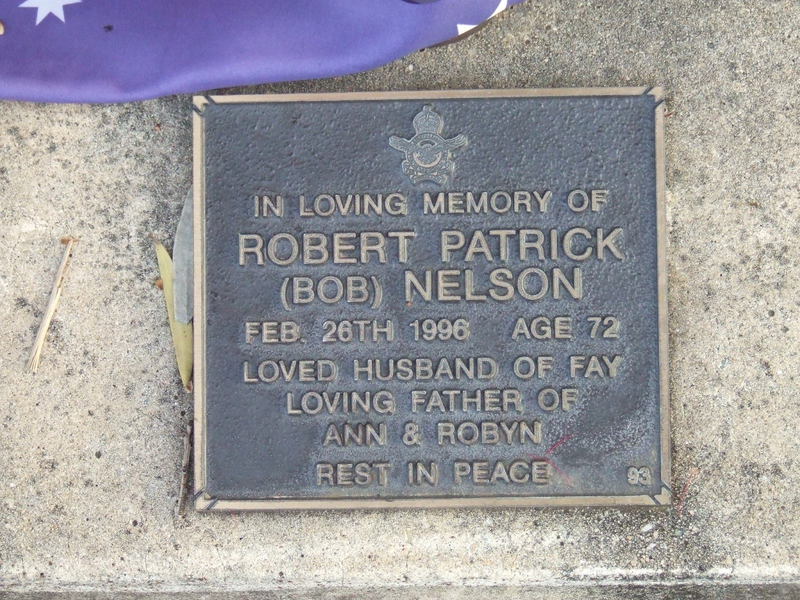 IN LOVING MEMORY OF
ROBERT PATRICK
(BOB) NELSON
FEB. 26TH 1996 AGE 72
LOVED HUSBAND OF FAY
LOVING FATHER OF
ANN & ROBYN
REST IN PEACE
93